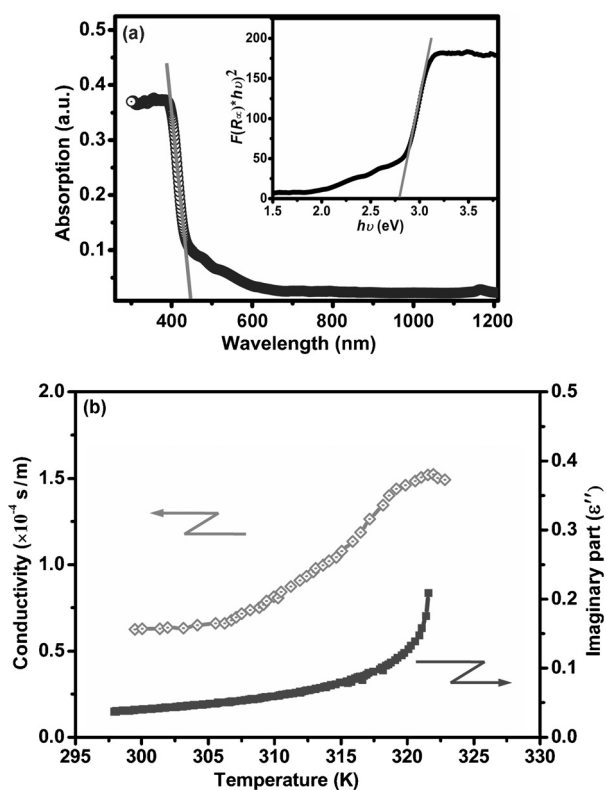 (a)
0.5
0.4
0.3
0.2
0.1
Absorption (a.u.)
400 600 800 1000 1200
Wavelength (nm)
200
150
100
50
0
F(R∞)*hυ)²
1.5 2.0 2.5 3.0 3.5
hυ (eV)
(b)
2.0
1.5
1.0
0.5
0.0
Conductivity (×10⁻⁴ s/m)
0.5
0.4
0.3
0.2
0.1
0.0
Imaginary part (ε′′)
295 300 305 310 315 320 325 330
Temperature (K)